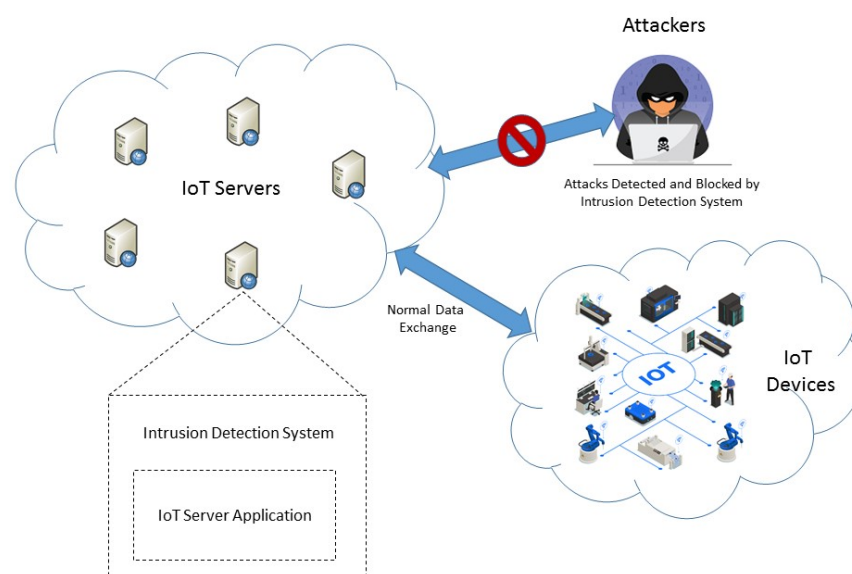 Attackers
IoT Servers
Attacks Detected and Blocked by
Intrusion Detection System
Normal Data
Exchange
IOT
IoT
Devices
Intrusion Detection System
IoT Server Application